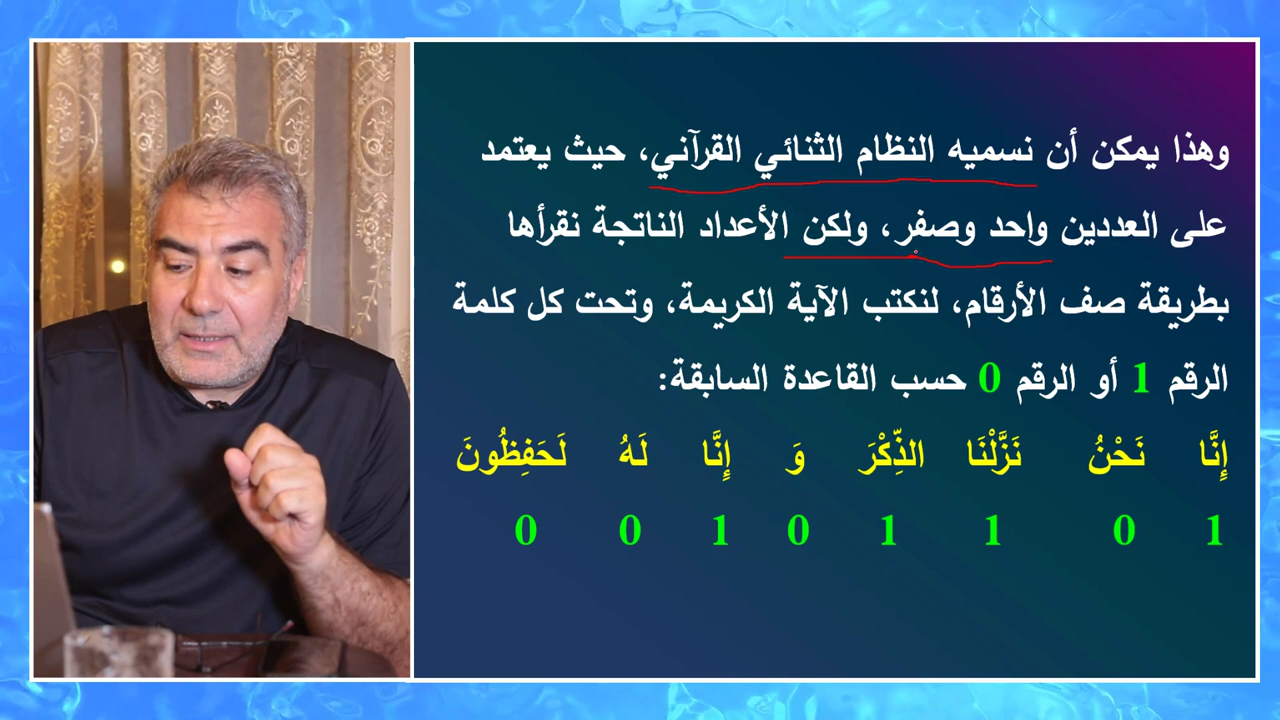 وهذا يمكن أن نسميه النظام الثنائي القرآني، حيث يعتمد
على العددين واحد وصفر، ولكن الأعداد الناتجة نقرأها
بطريقة صف الأرقام، لنكتب الآية الكريمة، وتحت كل كلمة
الرقم 1 أو الرقم 0 حسب القاعدة السابقة:
إِنَّا نَحْنُ نَزَّلْنَا الذِّكْرَ وَ إِنَّا لَهُ لَحَفِظُونَ
1 0 1 1 0 1 0 0